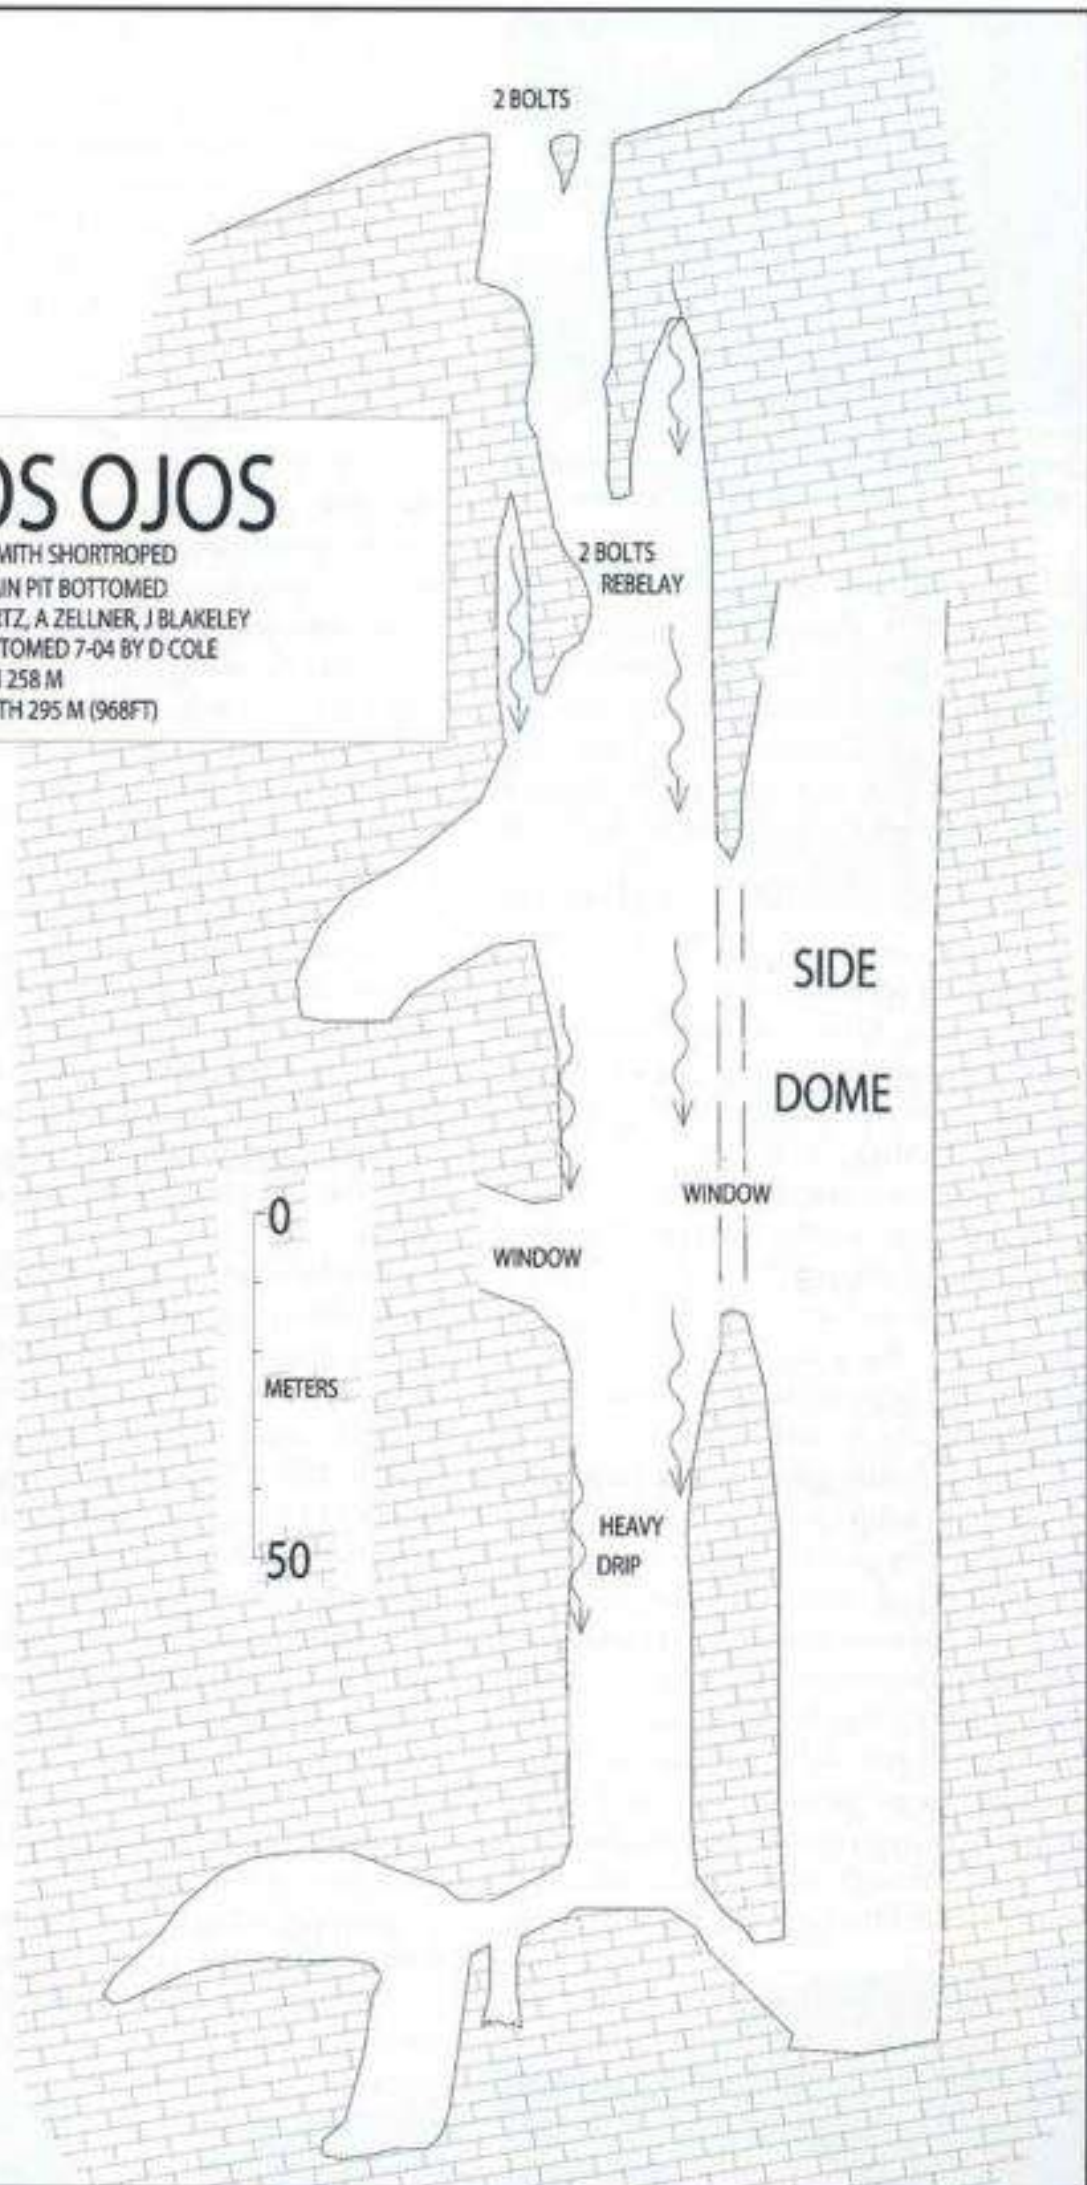 2 BOLTS
OS OJOS
MITH SHORTROPED
IN PIT BOTTOMED
RTZ, A ZELLNER, J BLAKELEY
TOMED 7-04 BY D COLE
258 M
TH 295 M (968FT)
2 BOLTS
REBELAY
SIDE
DOME
WINDOW
0
WINDOW
METERS
HEAVY
DRIP
50